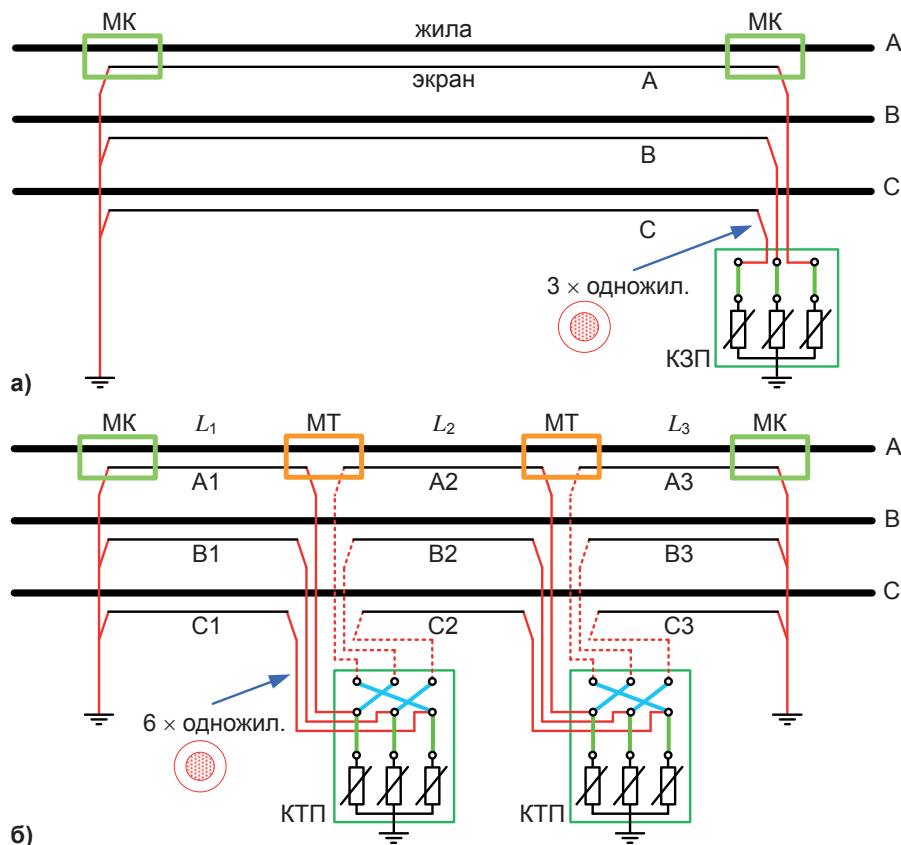 МК МК
жила A
экран A
B
B
C
C
3 × одножил.
КЗП
а)
МК L1 МТ L2 МТ L3 МК
A
A1 A2 A3
B
B1 B2 B3
C
C1 C2 C3
6 × одножил.
КТП КТП
б)